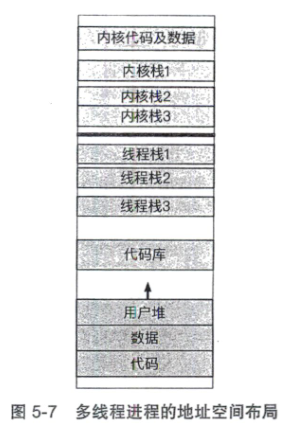 内核代码及数据
内核栈1
内核栈2
内核栈3
线程栈1
线程栈2
线程栈3
代码库
用户堆
数据
代码
图 5-7 多线程进程的地址空间布局